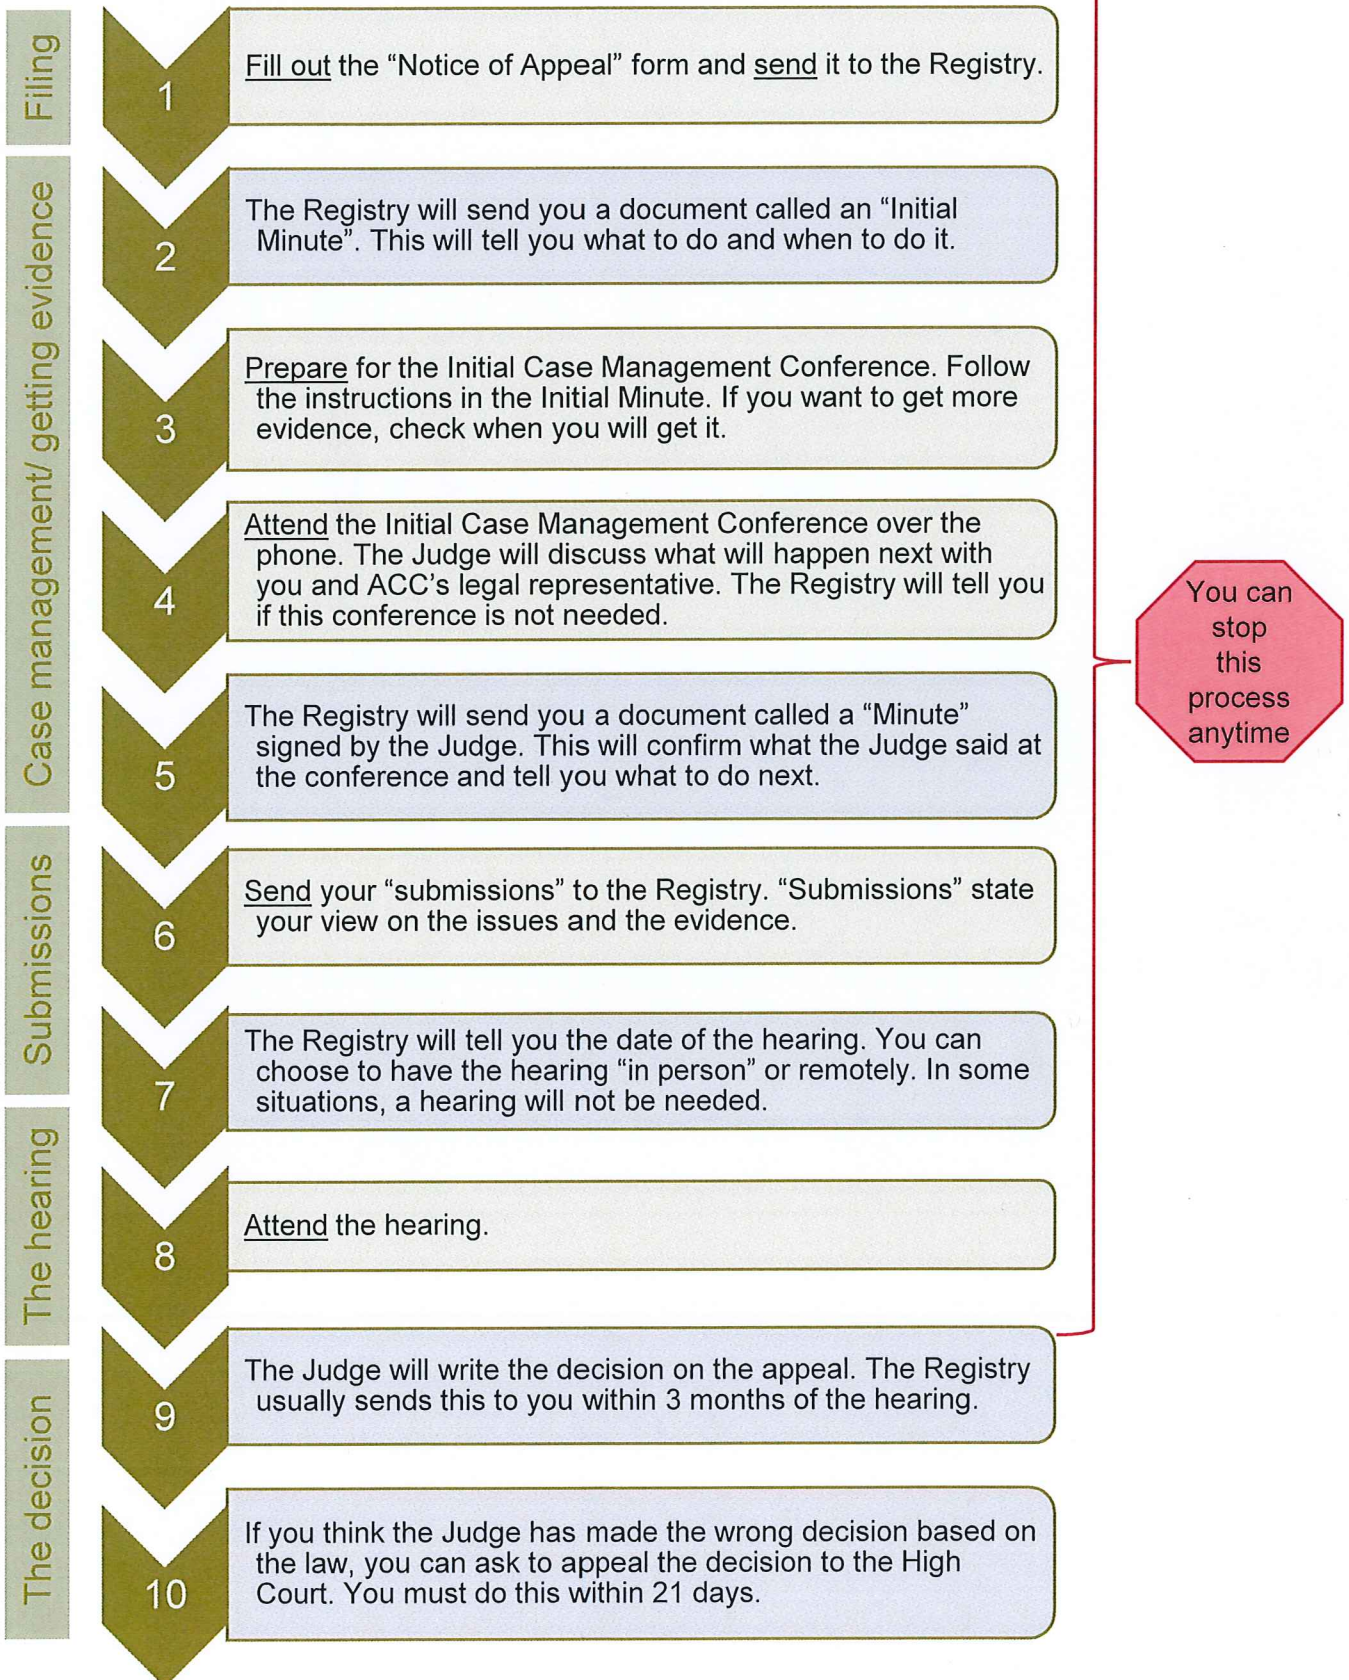 Filing
1
Fill out the “Notice of Appeal” form and send it to the Registry.
Case management/ getting evidence
2
The Registry will send you a document called an “Initial
Minute”. This will tell you what to do and when to do it.
3
Prepare for the Initial Case Management Conference. Follow
the instructions in the Initial Minute. If you want to get more
evidence, check when you will get it.
4
Attend the Initial Case Management Conference over the
phone. The Judge will discuss what will happen next with
you and ACC’s legal representative. The Registry will tell you
if this conference is not needed.
5
The Registry will send you a document called a “Minute”
signed by the Judge. This will confirm what the Judge said at
the conference and tell you what to do next.
Submissions
6
Send your “submissions” to the Registry. “Submissions” state
your view on the issues and the evidence.
7
The Registry will tell you the date of the hearing. You can
choose to have the hearing “in person” or remotely. In some
situations, a hearing will not be needed.
The hearing
8
Attend the hearing.
The decision
9
The Judge will write the decision on the appeal. The Registry
usually sends this to you within 3 months of the hearing.
10
If you think the Judge has made the wrong decision based on
the law, you can ask to appeal the decision to the High
Court. You must do this within 21 days.
You can
stop
this
process
anytime